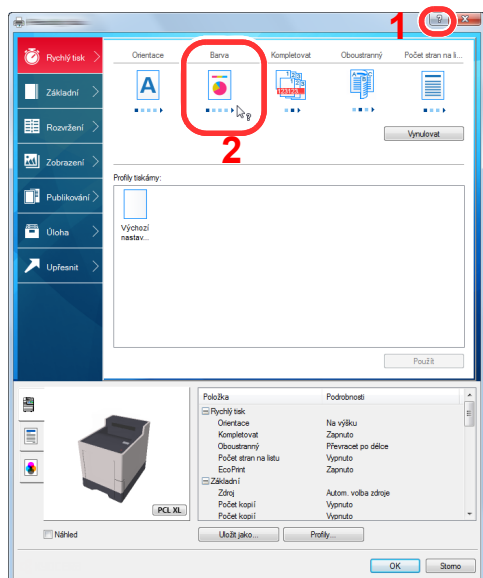 1
?
X
Rychlý tisk
Základní
Rozvržení
Zobrazení
Publikování
Úloha
Upřesnit
Orientace
Barva
Kompletovat
Oboustranný
Počet stran na li...
A
123123
?
2
Vynulovat
Profily tiskárny:
Výchozí
nastav...
Použít
Položka Podrobnosti
Rychlý tisk
Orientace Na výšku
Kompletovat Zapnuto
Oboustranný Převracet po délce
Počet stran na listu Vypnuto
EcoPrint Zapnuto
Základní
Zdroj Autom. volba zdroje
Počet kopií Vypnuto
Počet kopií Vypnuto
PCL XL
Náhled
Uložit jako...
Profily...
OK
Storno